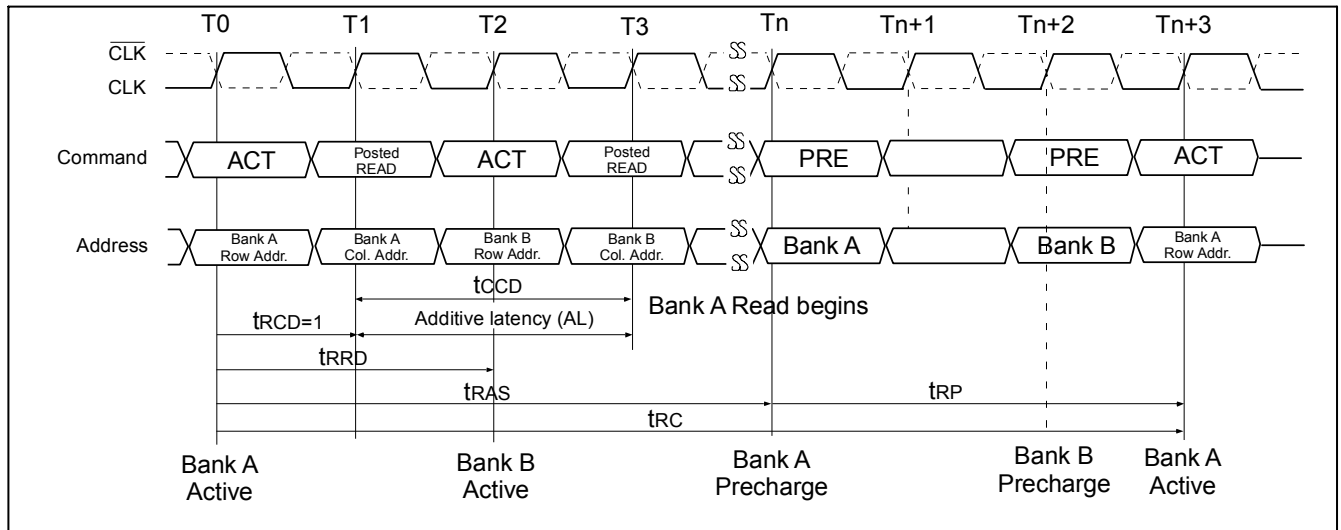 T0 T1 T2 T3 Tn Tn+1 Tn+2 Tn+3
CLK
CLK
Command
ACT
Posted
READ
ACT
Posted
READ
PRE
PRE
ACT
Address
Bank A
Row Addr.
Bank A
Col. Addr.
Bank B
Row Addr.
Bank B
Col. Addr.
Bank A
Bank B
Bank A
Row Addr.
tCCD
Bank A Read begins
tRCD=1
Additive latency (AL)
tRRD
tRAS
tRP
tRC
Bank A
Active
Bank B
Active
Bank A
Precharge
Bank B
Precharge
Bank A
Active